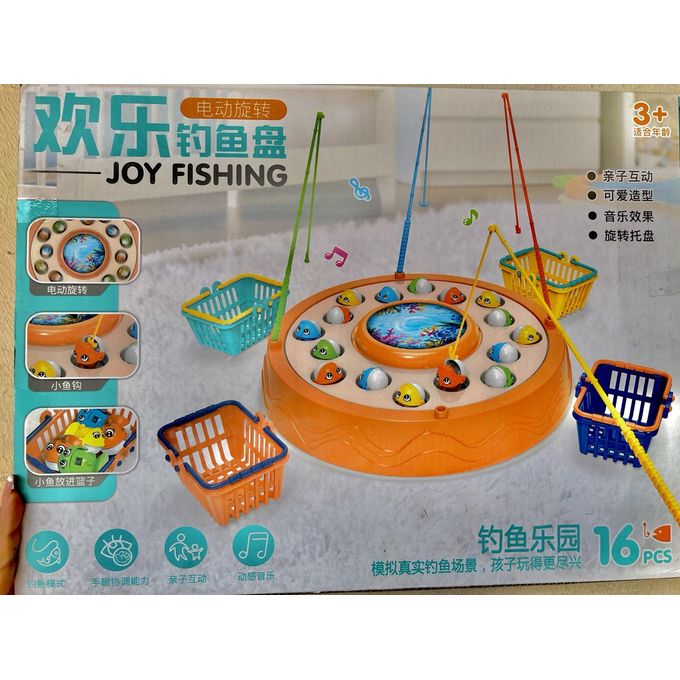 欢乐钓鱼盘
电动旋转
JOY FISHING
3+
适合年龄
亲子互动
可爱造型
音乐效果
旋转托盘
电动旋转
小鱼钩
小鱼放进篮子
钓鱼模式
手眼协调能力
亲子互动
动感音乐
钓鱼乐园
16PCS
模拟真实钓鱼场景，孩子玩得更尽兴